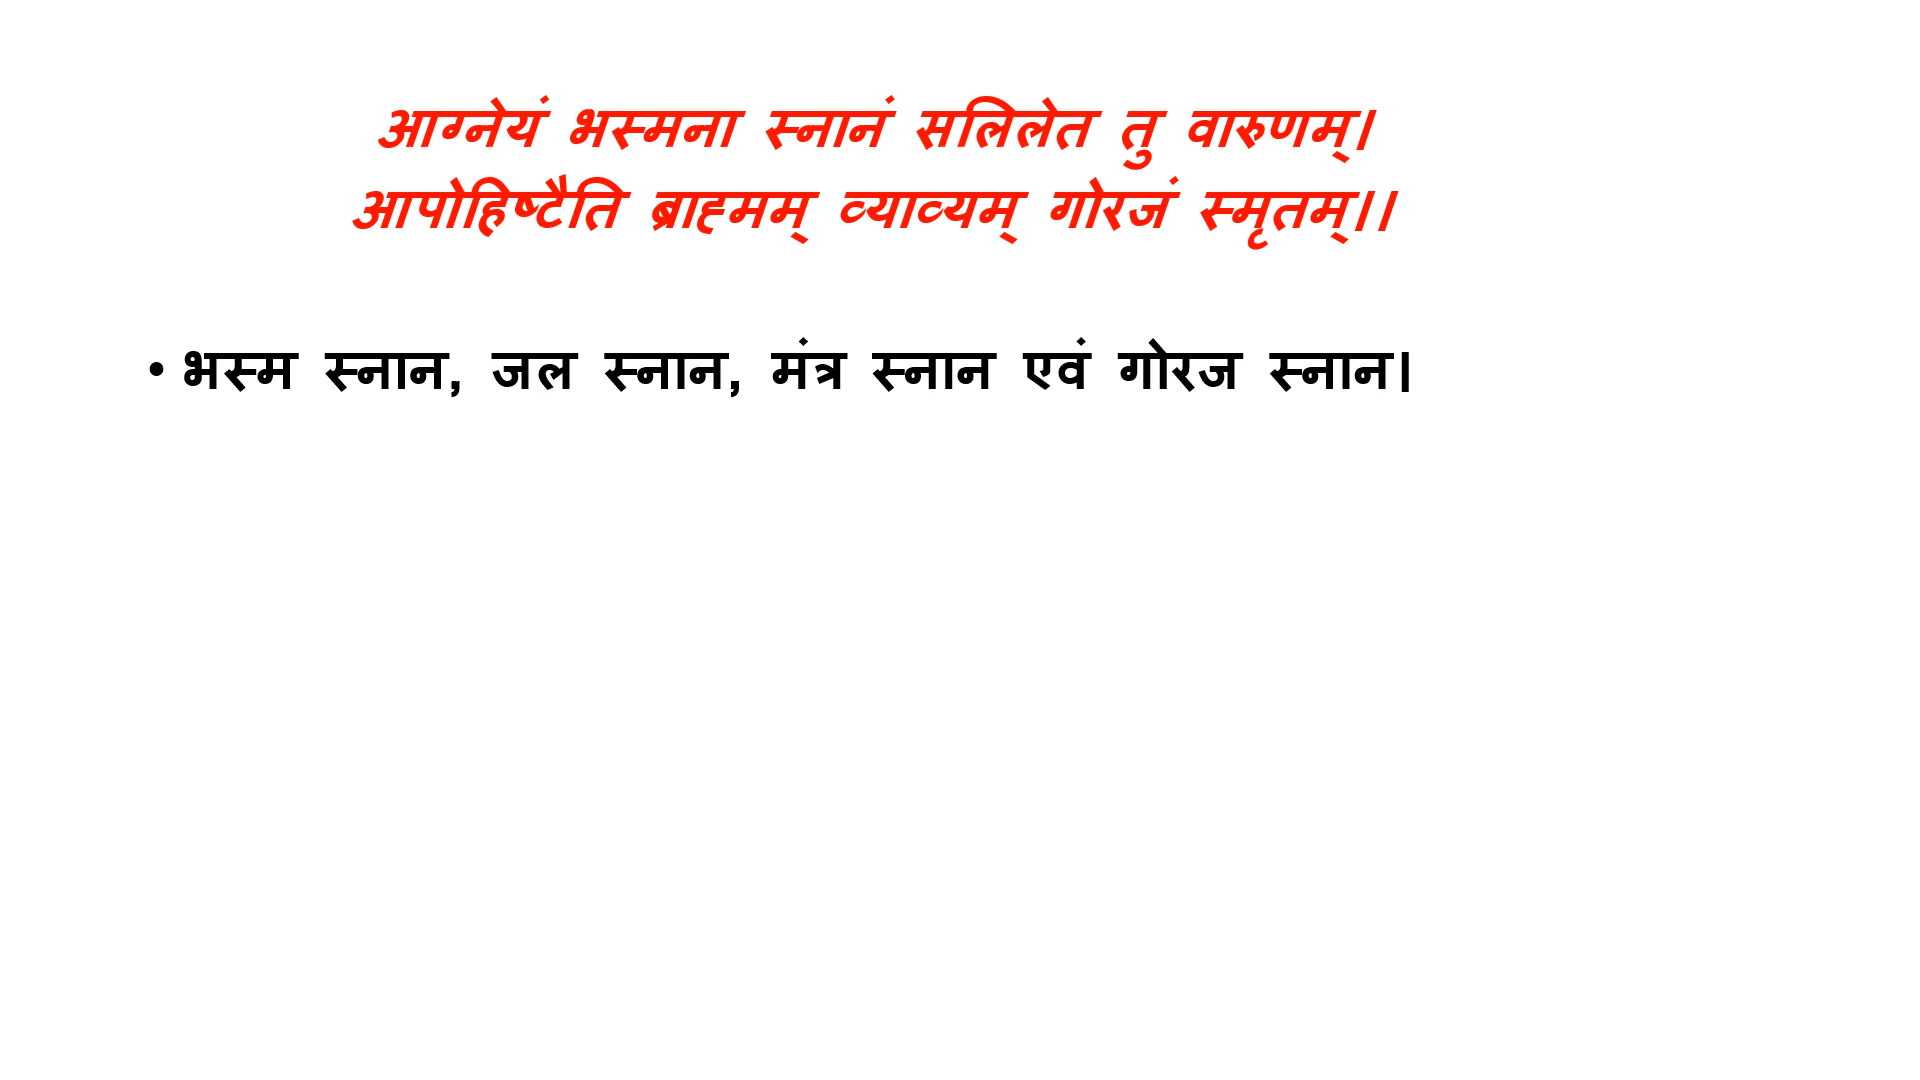 आग्नेयं भस्मना स्नानं सलिलेत तु वारुणम्।
आपोहिष्टैति ब्राह्मम् व्याव्यम् गोरजं स्मृतम्।।
• भस्म स्नान, जल स्नान, मंत्र स्नान एवं गोरज स्नान।